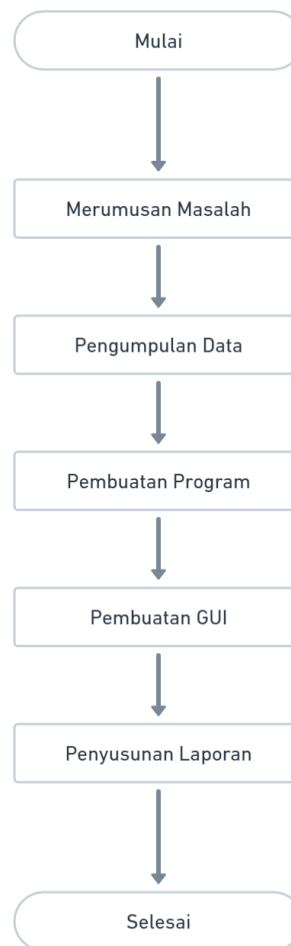 Mulai
Merumusan Masalah
Pengumpulan Data
Pembuatan Program
Pembuatan GUI
Penyusunan Laporan
Selesai